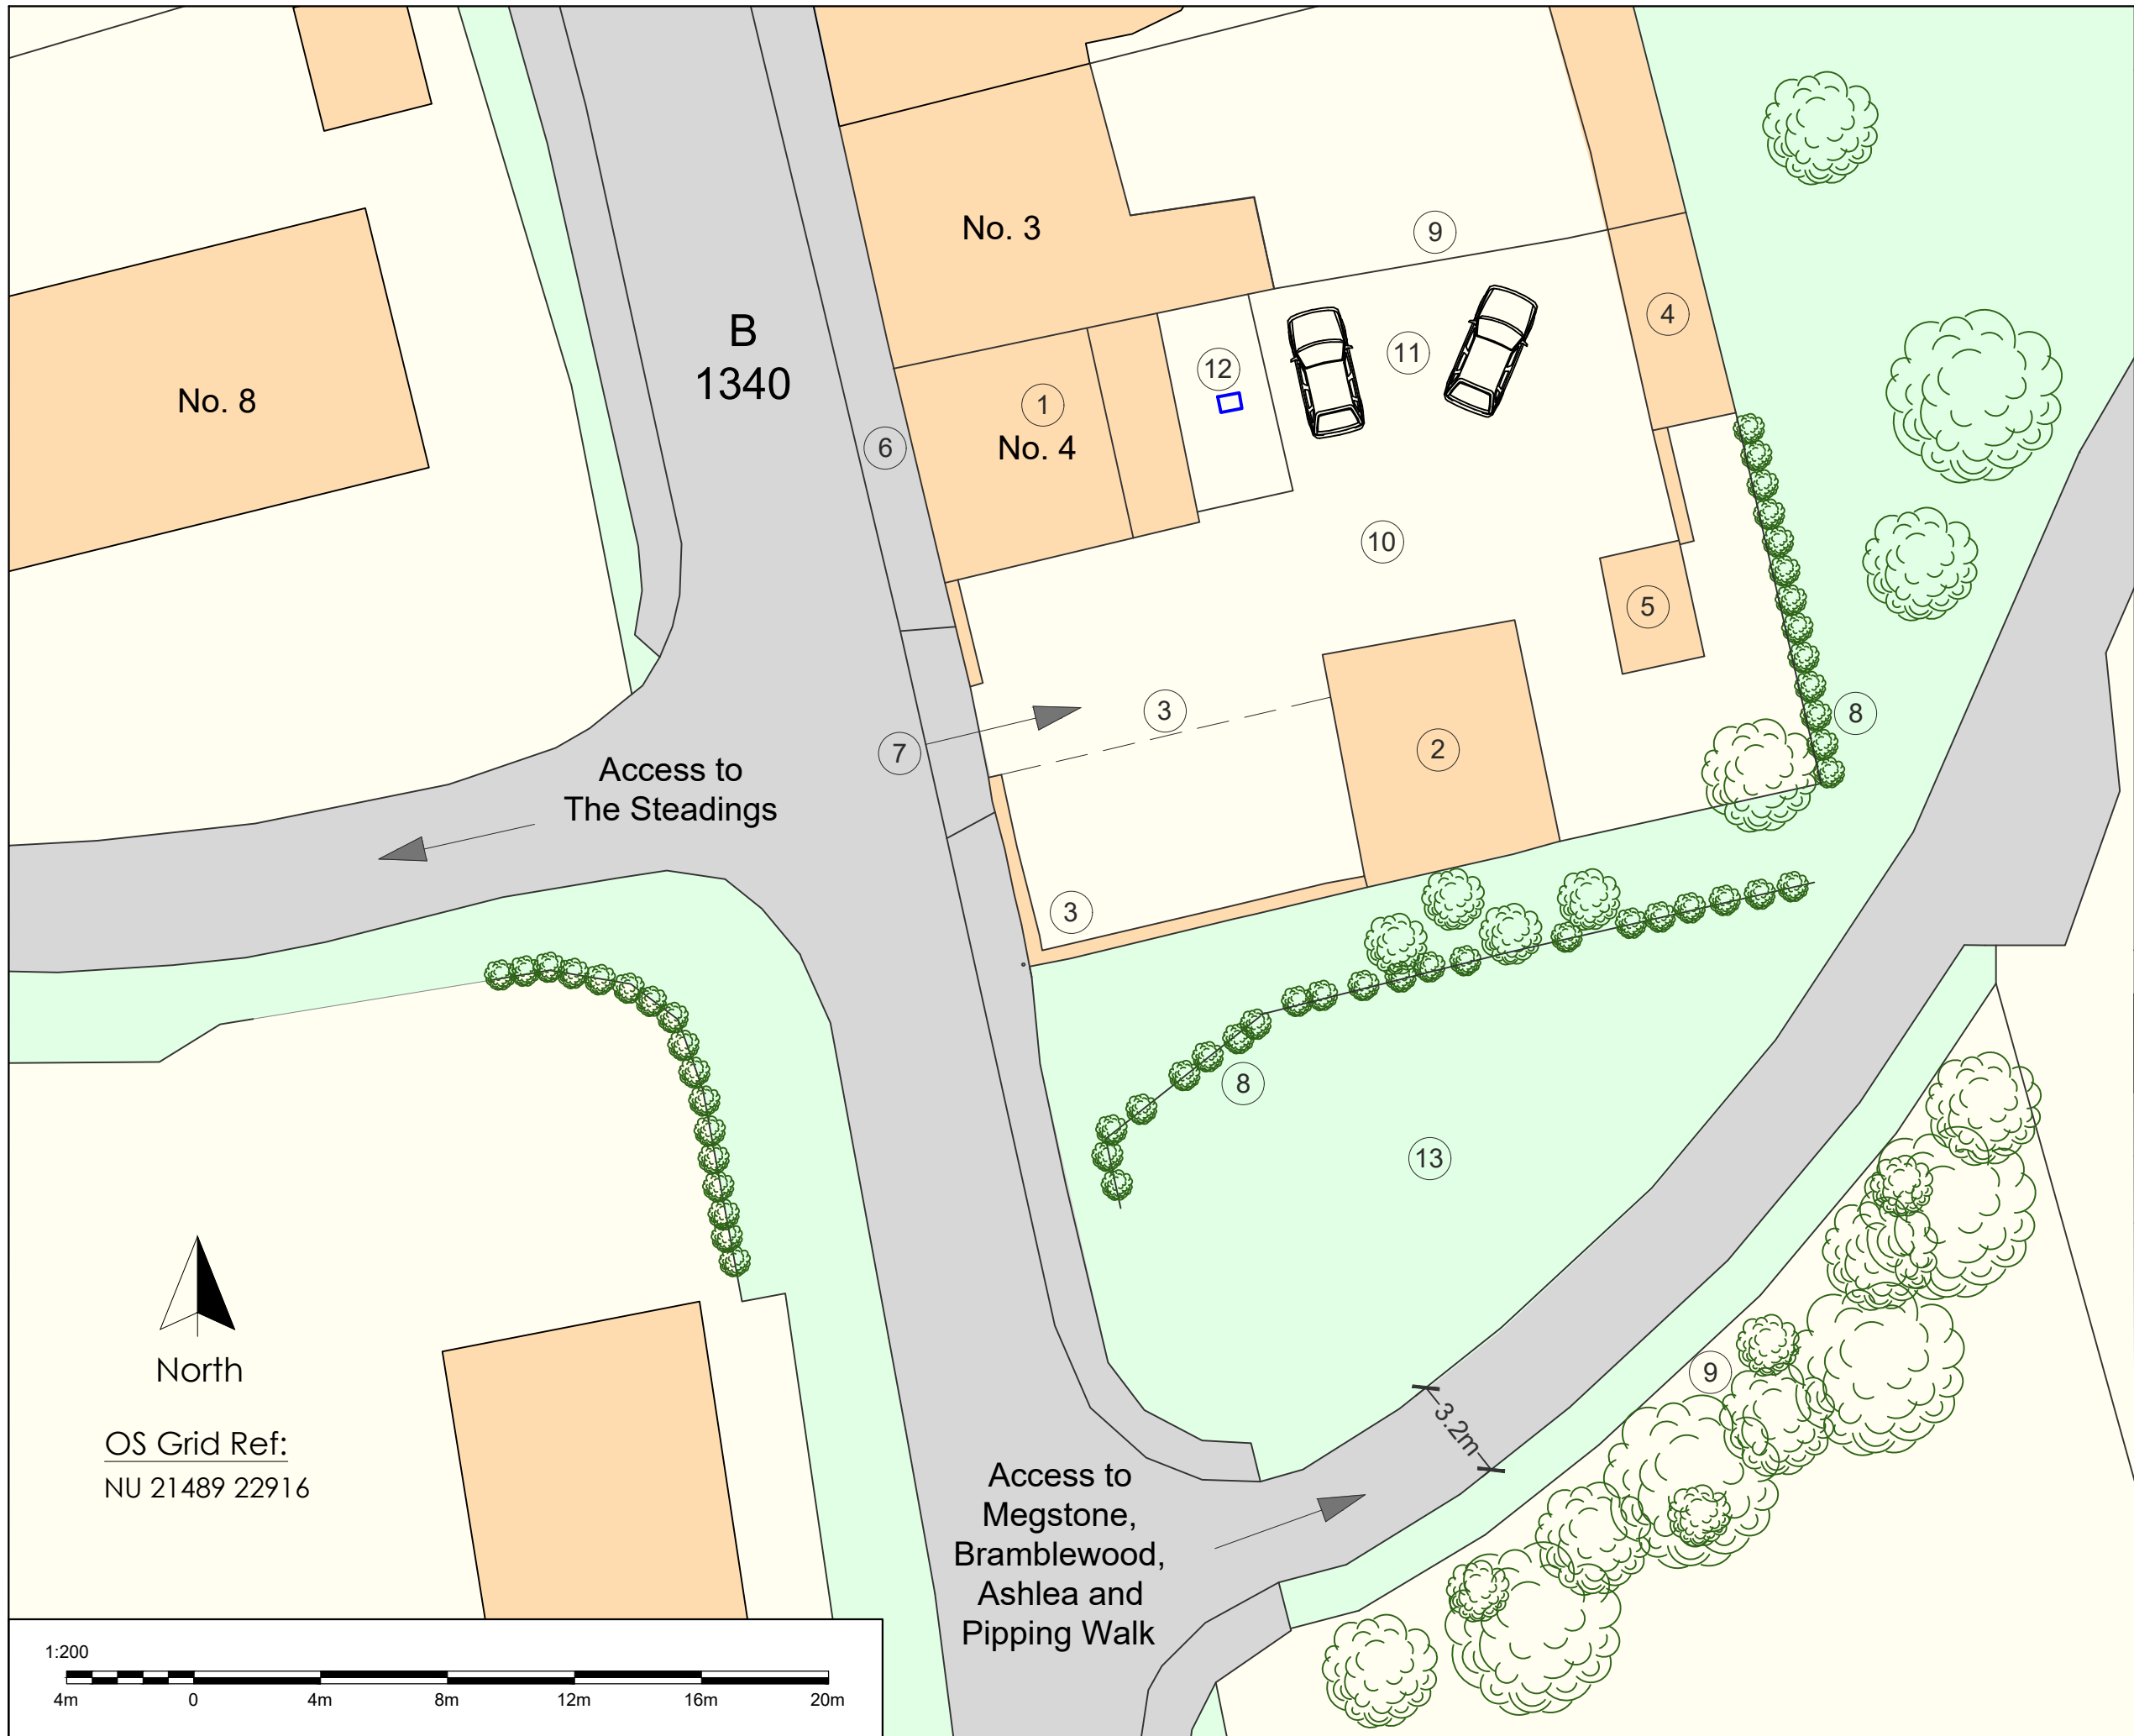 No. 3
9
B
1340
4
12
11
No. 8
1
No. 4
6
10
5
3
8
7
2
Access to
The Steadings
3
8
13
North
9
3.2m
OS Grid Ref:
NU 21489 22916
Access to
Megstone,
Bramblewood,
Ashlea and
Pipping Walk
1:200
4m 0 4m 8m 12m 16m 20m